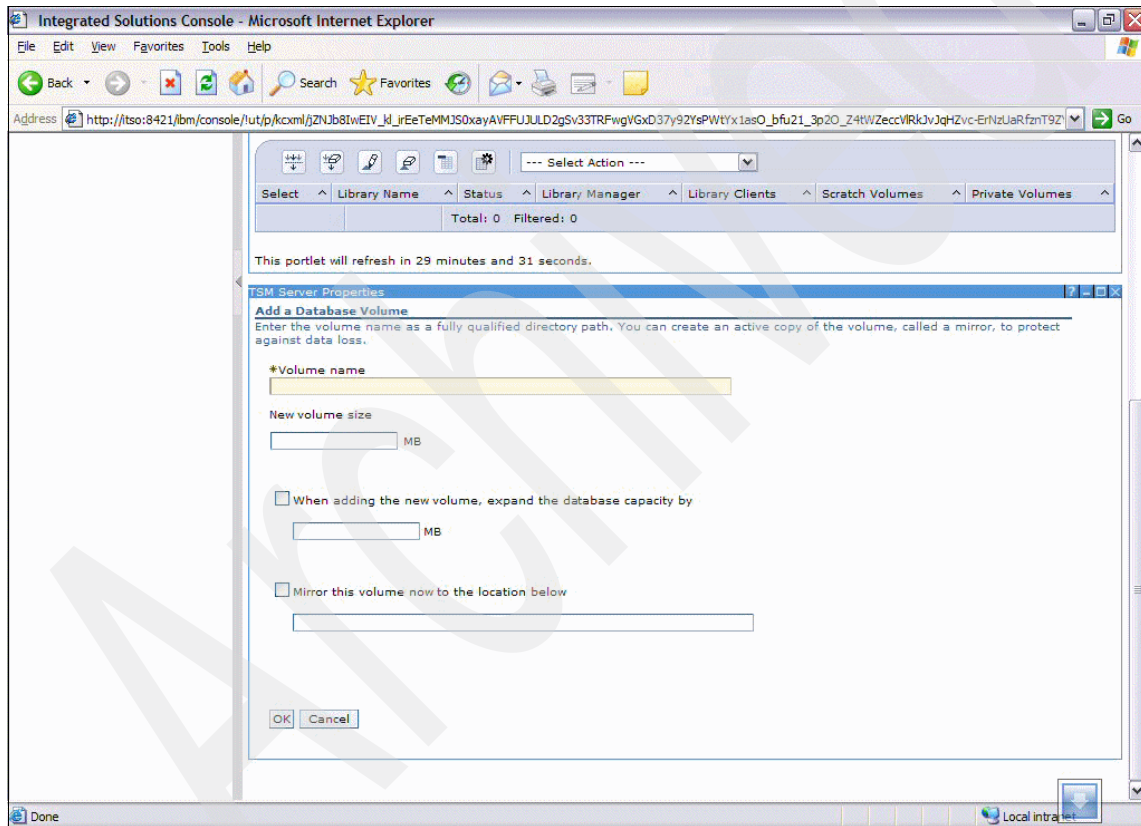 Integrated Solutions Console - Microsoft Internet Explorer
File Edit View Favorites Tools Help
Back Search Favorites
Address http://itso:8421/ibm/console/!ut/p/kcxml/jZNJb8IwEIV_kl_irEeTeMMJS0xayAVFFUJULD2gSv33TRFwgVGxD37y92YsPWtYx1asO_bfu21_3p2O_Z4tWZeccVlRkJvJqHZvc-ErNzUaRfznT9Z Go
--- Select Action ---
Select Library Name Status Library Manager Library Clients Scratch Volumes Private Volumes
Total: 0 Filtered: 0
This portlet will refresh in 29 minutes and 31 seconds.
TSM Server Properties
Add a Database Volume
Enter the volume name as a fully qualified directory path. You can create an active copy of the volume, called a mirror, to protect
against data loss.
*Volume name
New volume size
MB
When adding the new volume, expand the database capacity by
MB
Mirror this volume now to the location below
OK Cancel
Done Local intranet
Archived